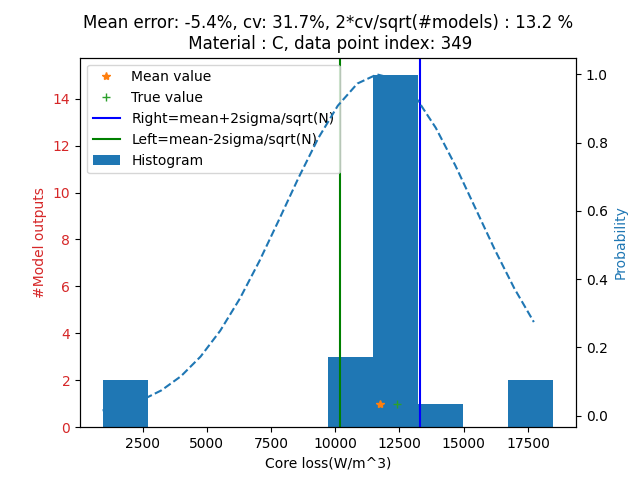 Mean error: -5.4%, cv: 31.7%, 2*cv/sqrt(#models) : 13.2 %
Material : C, data point index: 349
Mean value
True value
Right=mean+2sigma/sqrt(N)
Left=mean-2sigma/sqrt(N)
Histogram
#Model outputs
14
12
10
8
6
4
2
0
1.0
0.8
0.6
0.4
0.2
0.0
Probability
2500 5000 7500 10000 12500 15000 17500
Core loss(W/m^3)